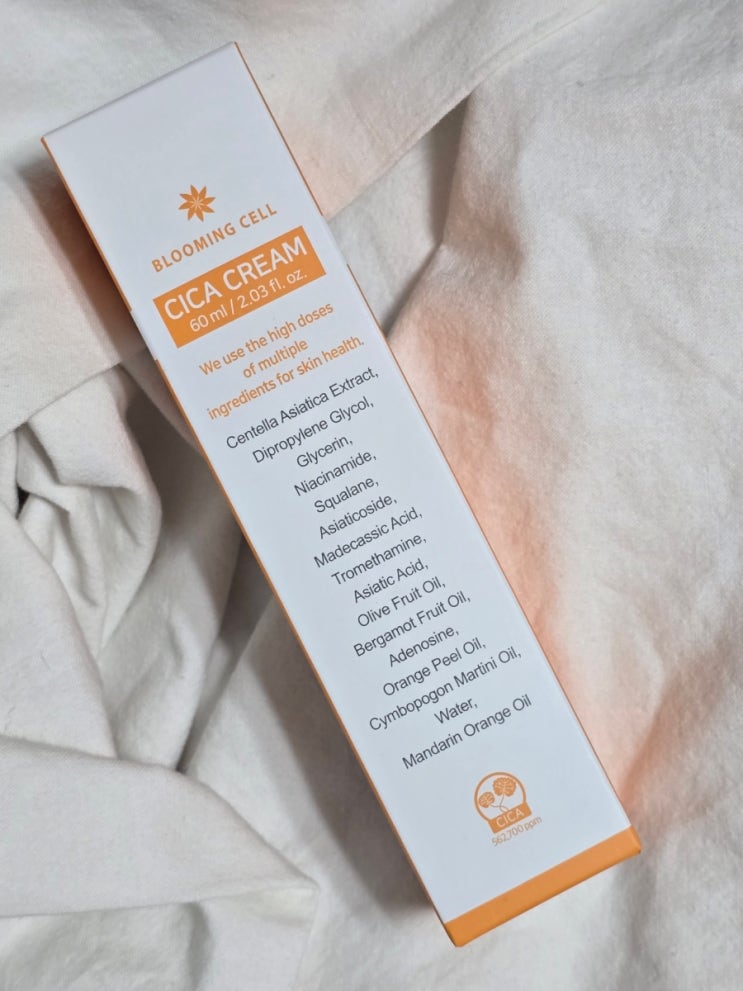 BLOOMING CELL
CICA CREAM
60 ml / 2.03 fl. oz.
We use the high doses
of multiple
ingredients for skin health.
Centella Asiatica Extract,
Dipropylene Glycol,
Glycerin,
Niacinamide,
Squalane,
Asiaticoside,
Madecassic Acid,
Tromethamine,
Asiatic Acid,
Olive Fruit Oil,
Bergamot Fruit Oil,
Adenosine,
Orange Peel Oil,
Cymbopogon Martini Oil,
Water,
Mandarin Orange Oil
CICA
562,700 ppm